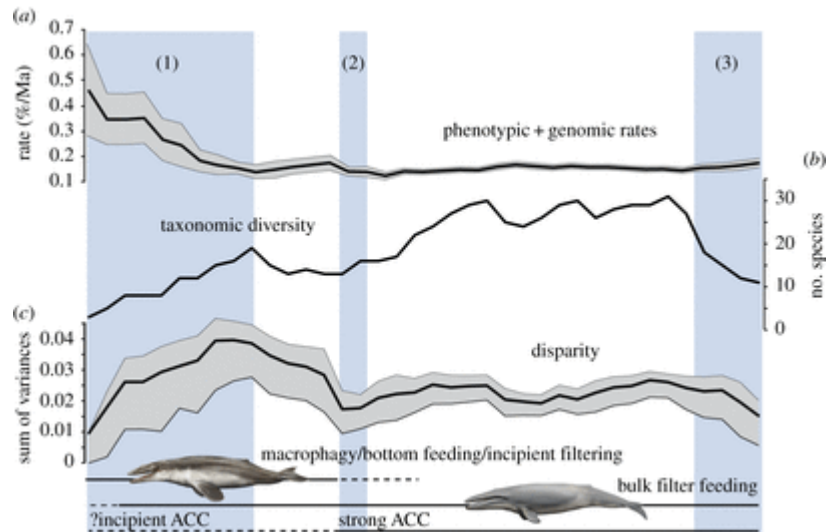 (a)
0.7
0.6
0.5
0.4
0.3
0.2
0.1
rate (%/Ma)
(1)
(2)
(3)
phenotypic + genomic rates
(b)
30
20
10
0
no. species
taxonomic diversity
(c)
0.04
0.03
0.02
0.01
0
sum of variances
disparity
macrophagy/bottom feeding/incipient filtering
bulk filter feeding
?incipient ACC
strong ACC